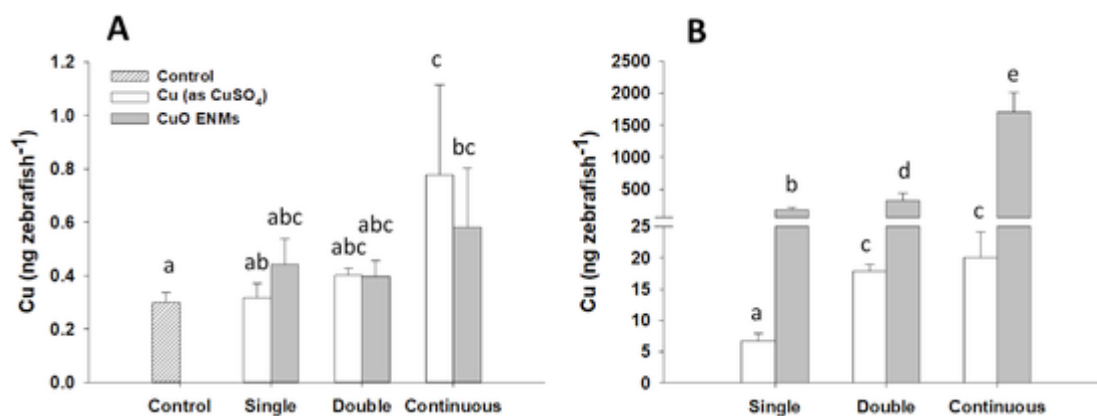 A
Cu (ng zebrafish⁻¹)
1.2
1.0
0.8
0.6
0.4
0.2
0.0
Control
Cu (as CuSO₄)
CuO ENMs
a
ab
abc
abc
abc
c
bc
Control Single Double Continuous
B
Cu (ng zebrafish⁻¹)
2500
2000
1500
1000
500
25
20
15
10
5
0
a
b
c
d
c
e
Single Double Continuous